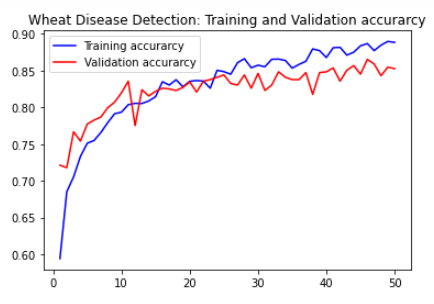 Wheat Disease Detection: Training and Validation accurarcy
0.90
Training accurarcy
Validation accurarcy
0.85
0.80
0.75
0.70
0.65
0.60
0 10 20 30 40 50